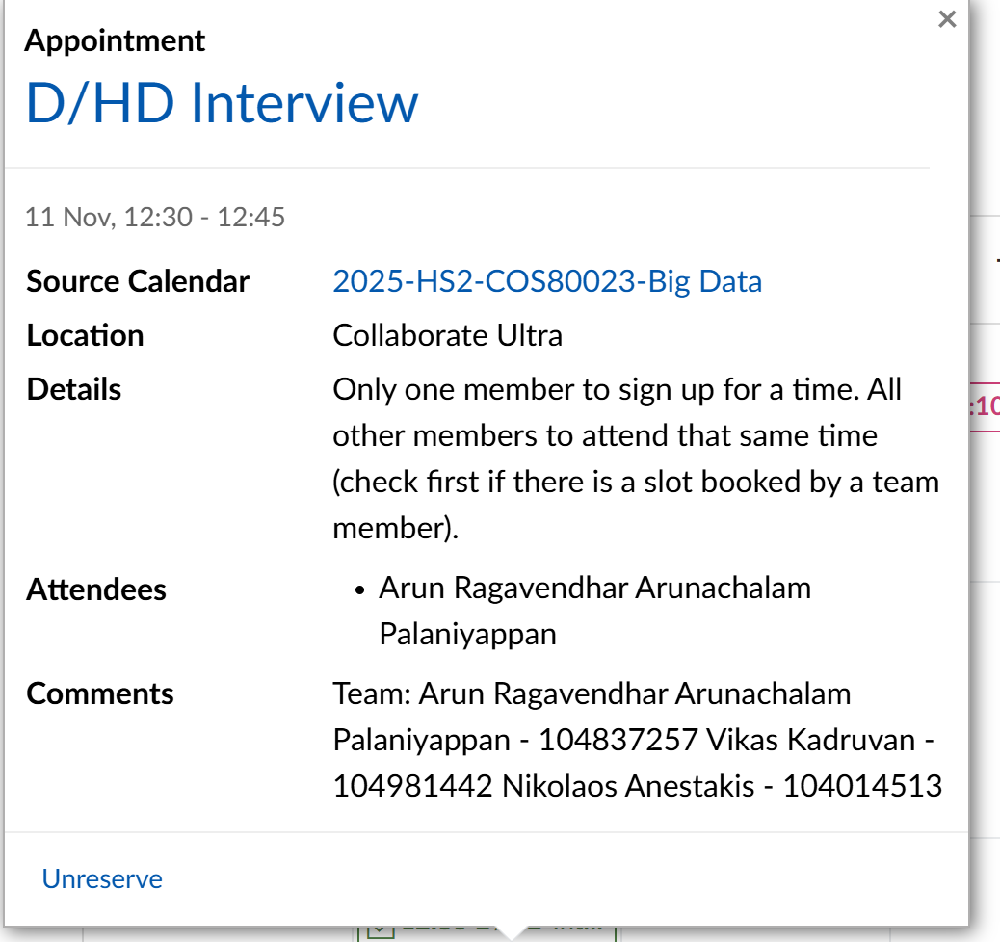 Appointment
D/HD Interview
11 Nov, 12:30 - 12:45
Source Calendar 2025-HS2-COS80023-Big Data
Location Collaborate Ultra
Details Only one member to sign up for a time. All
other members to attend that same time
(check first if there is a slot booked by a team
member).
Attendees • Arun Ragavendhar Arunachalam
Palaniyappan
Comments Team: Arun Ragavendhar Arunachalam
Palaniyappan - 104837257 Vikas Kadruvan -
104981442 Nikolaos Anestakis - 104014513
Unreserve
:10